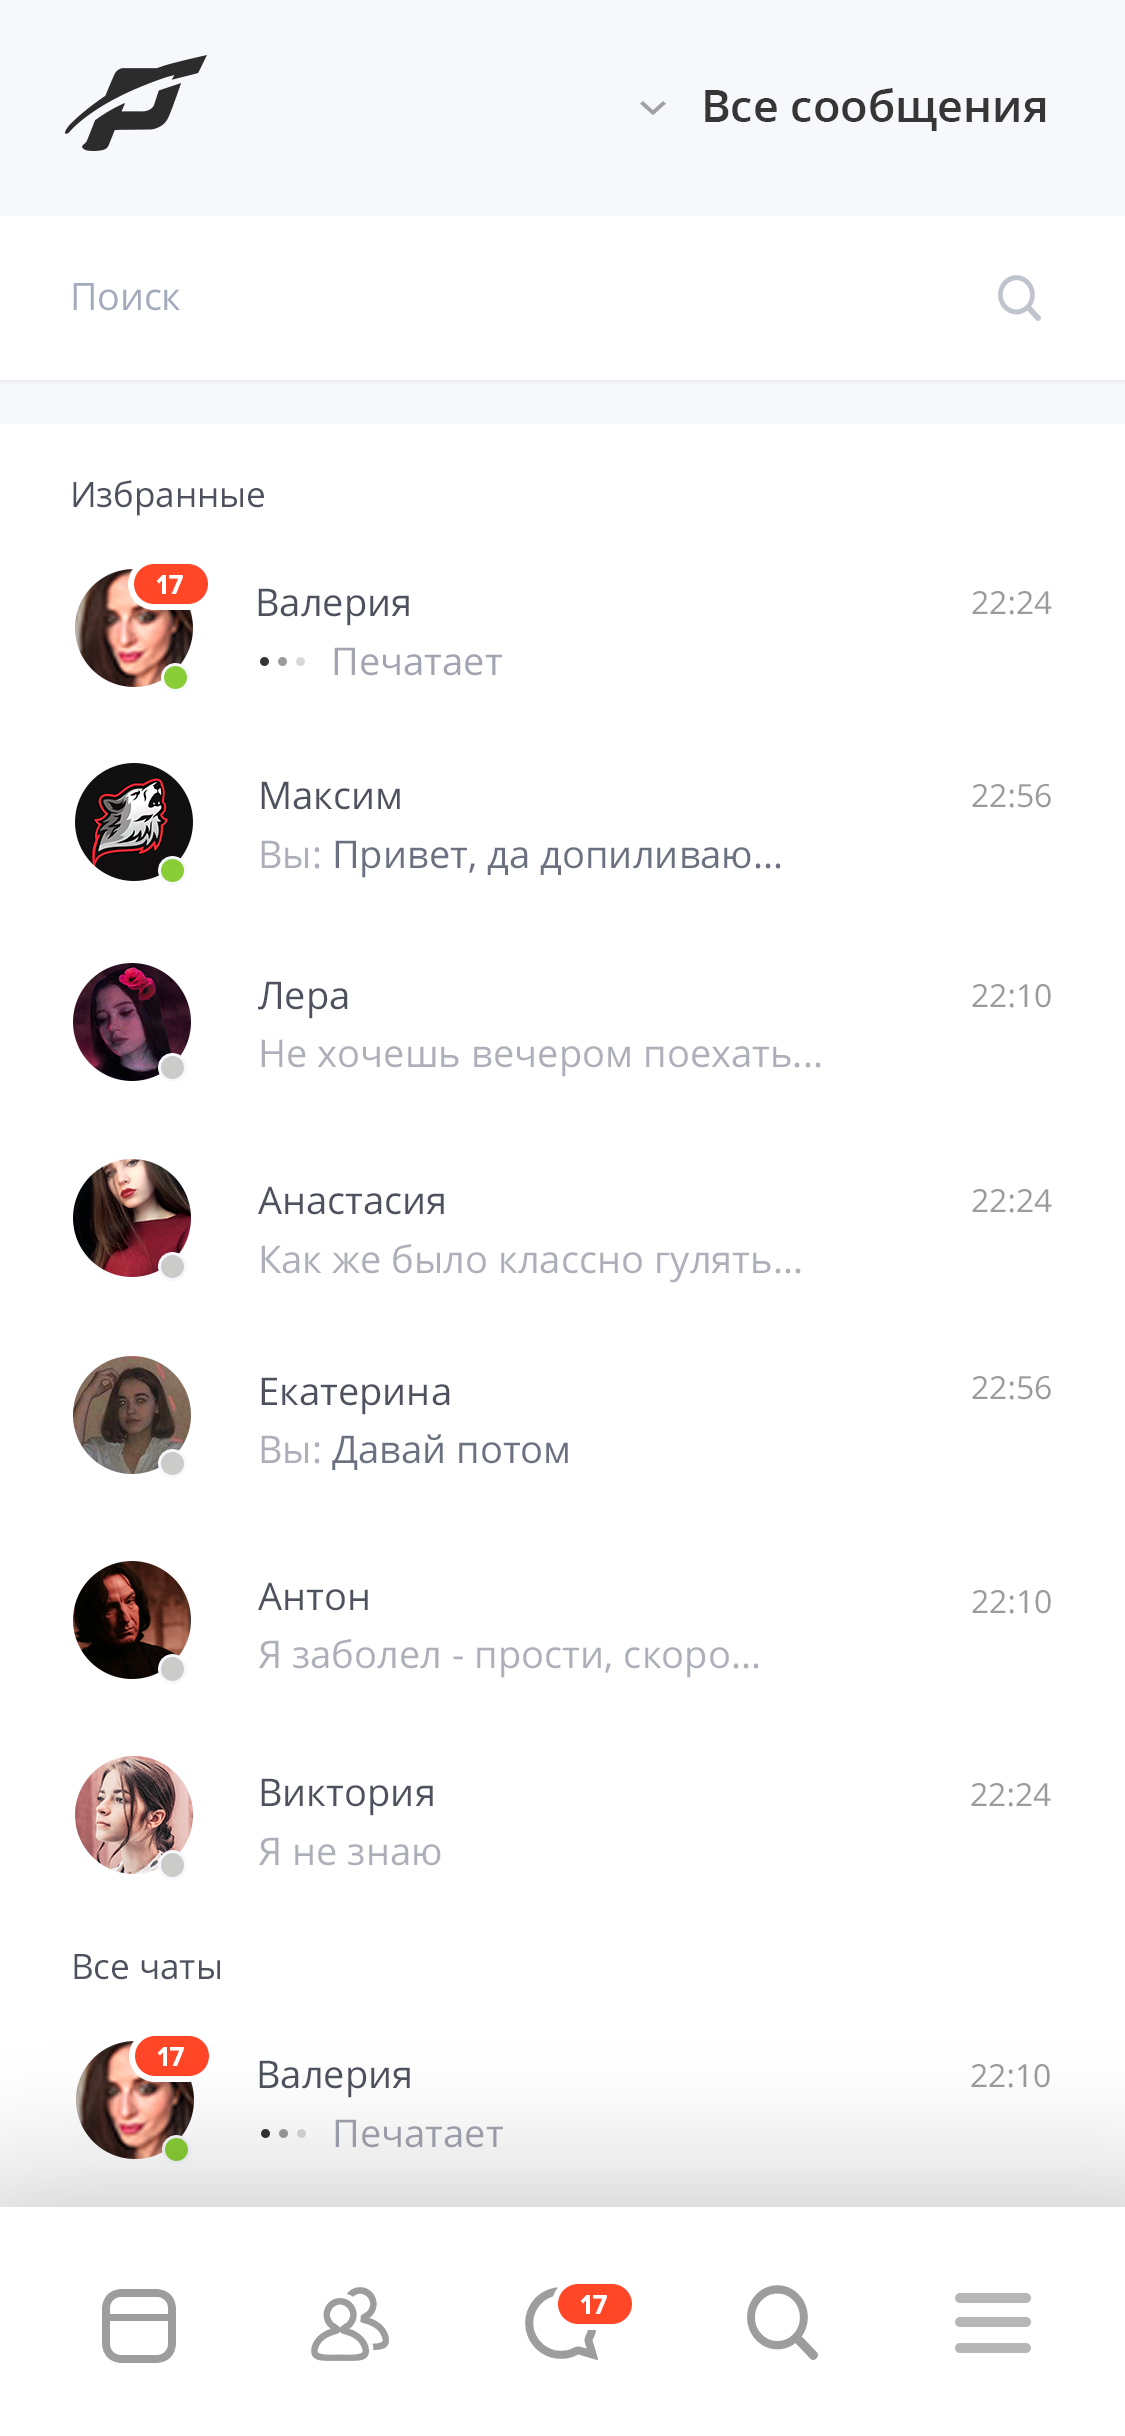 Все сообщения
Поиск
Избранные
17
Валерия 22:24
Печатает
Максим 22:56
Вы: Привет, да допиливаю...
Лера 22:10
Не хочешь вечером поехать...
Анастасия 22:24
Как же было классно гулять...
Екатерина 22:56
Вы: Давай потом
Антон 22:10
Я заболел - прости, скоро...
Виктория 22:24
Я не знаю
Все чаты
17
Валерия 22:10
Печатает
17